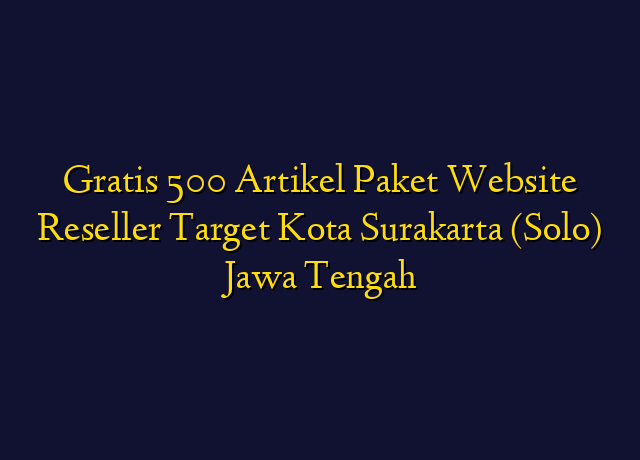 Gratis 500 Artikel Paket Website
Reseller Target Kota Surakarta (Solo)
Jawa Tengah